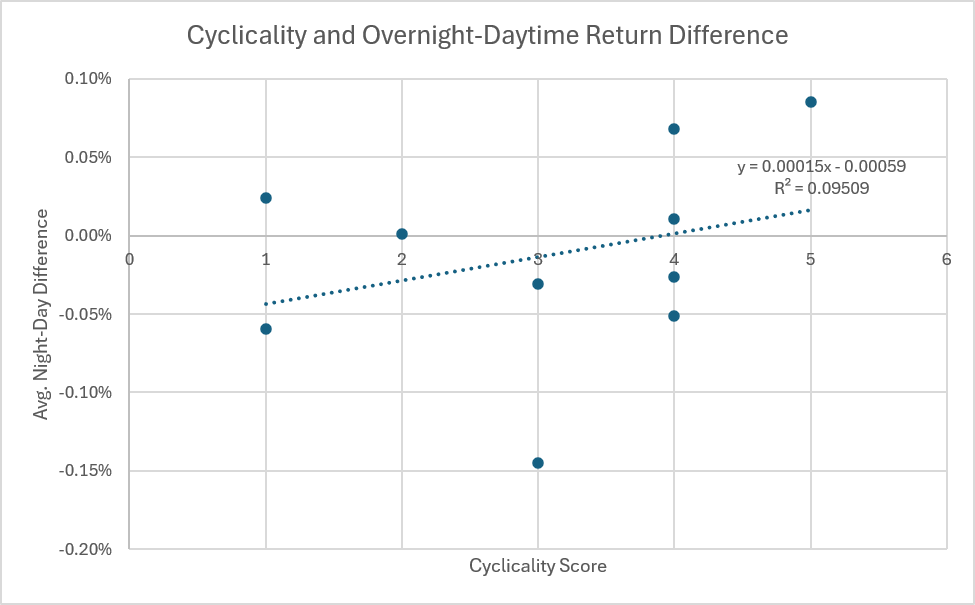 Cyclicality and Overnight-Daytime Return Difference
0.10%
0.05%
0.00%
-0.05%
-0.10%
-0.15%
-0.20%
0 1 2 3 4 5 6
y = 0.00015x - 0.00059
R² = 0.09509
Avg. Night-Day Difference
Cyclicality Score